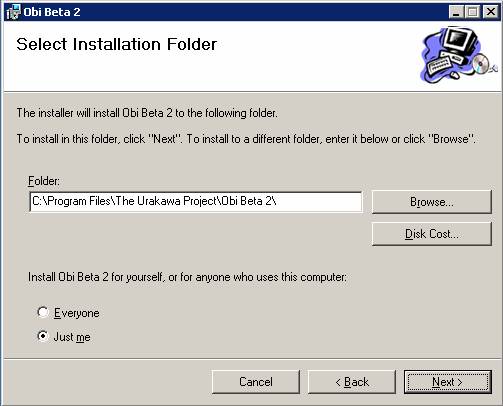 Obi Beta 2
Select Installation Folder
The installer will install Obi Beta 2 to the following folder.
To install in this folder, click "Next". To install to a different folder, enter it below or click "Browse".
Folder:
C:\Program Files\The Urakawa Project\Obi Beta 2\
Browse...
Disk Cost...
Install Obi Beta 2 for yourself, or for anyone who uses this computer:
Everyone
Just me
Cancel
< Back
Next >